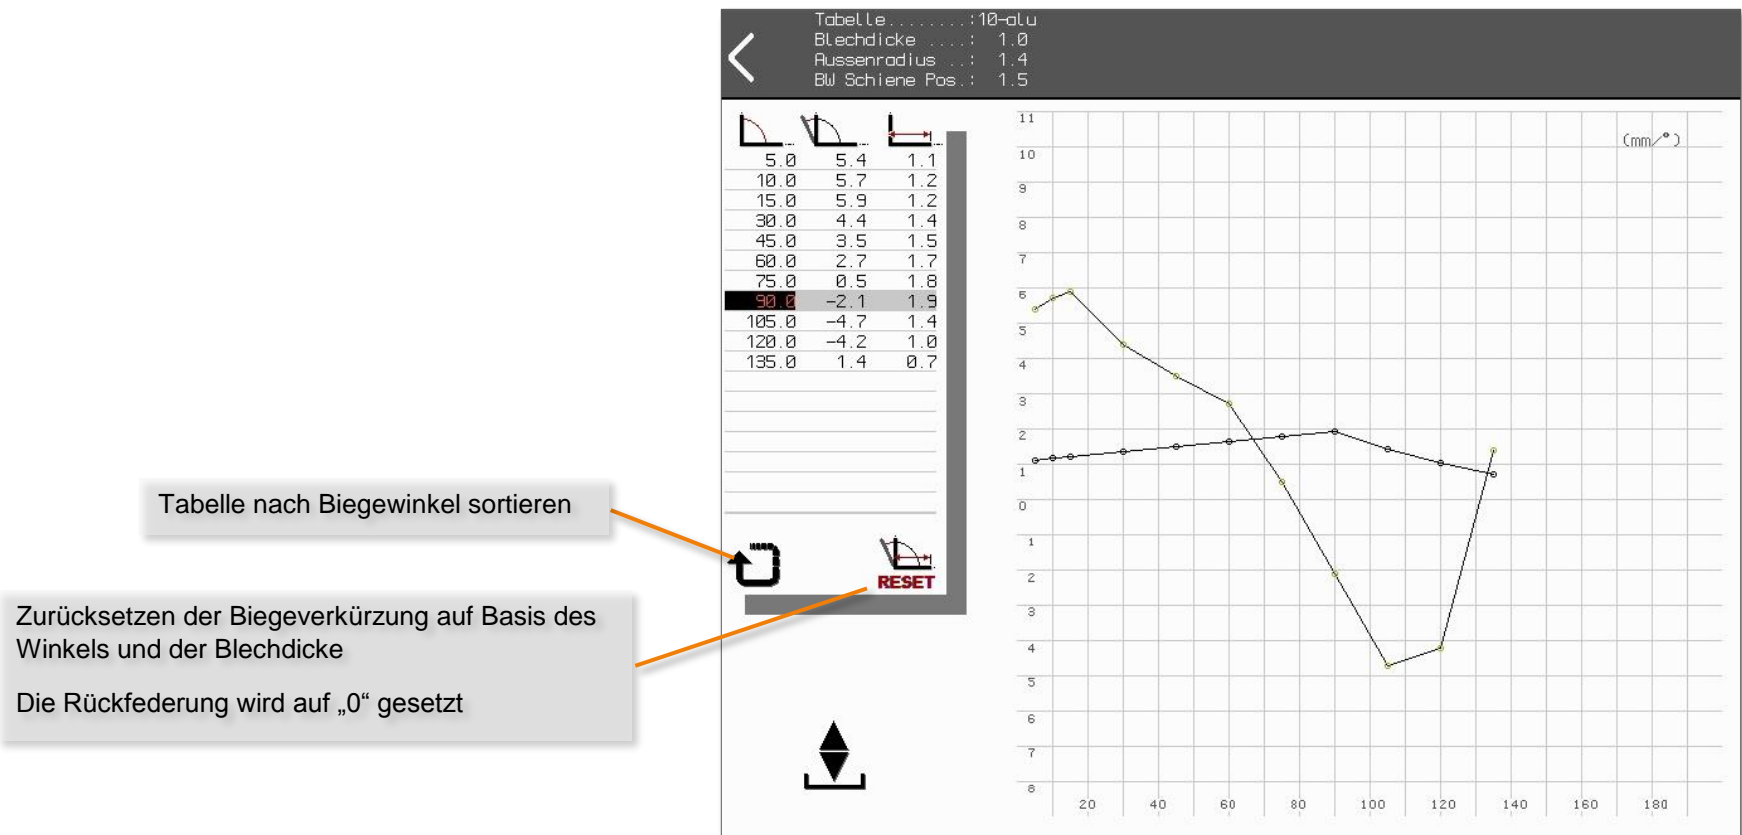 Tabelle........:10-alu
Blechdicke ....: 1.0
Aussenradius ..: 1.4
BW Schiene Pos.: 1.5
5.0 5.4 1.1
10.0 5.7 1.2
15.0 5.9 1.2
30.0 4.4 1.4
45.0 3.5 1.5
60.0 2.7 1.7
75.0 0.5 1.8
90.0 -2.1 1.9
105.0 -4.7 1.4
120.0 -4.2 1.0
135.0 1.4 0.7
RESET
Tabelle nach Biegewinkel sortieren
Zurücksetzen der Biegeverkürzung auf Basis des
Winkels und der Blechdicke
Die Rückfederung wird auf „0“ gesetzt
(mm/°)
11
10
9
8
7
6
5
4
3
2
1
0
1
2
3
4
5
6
7
8
20 40 60 80 100 120 140 160 180